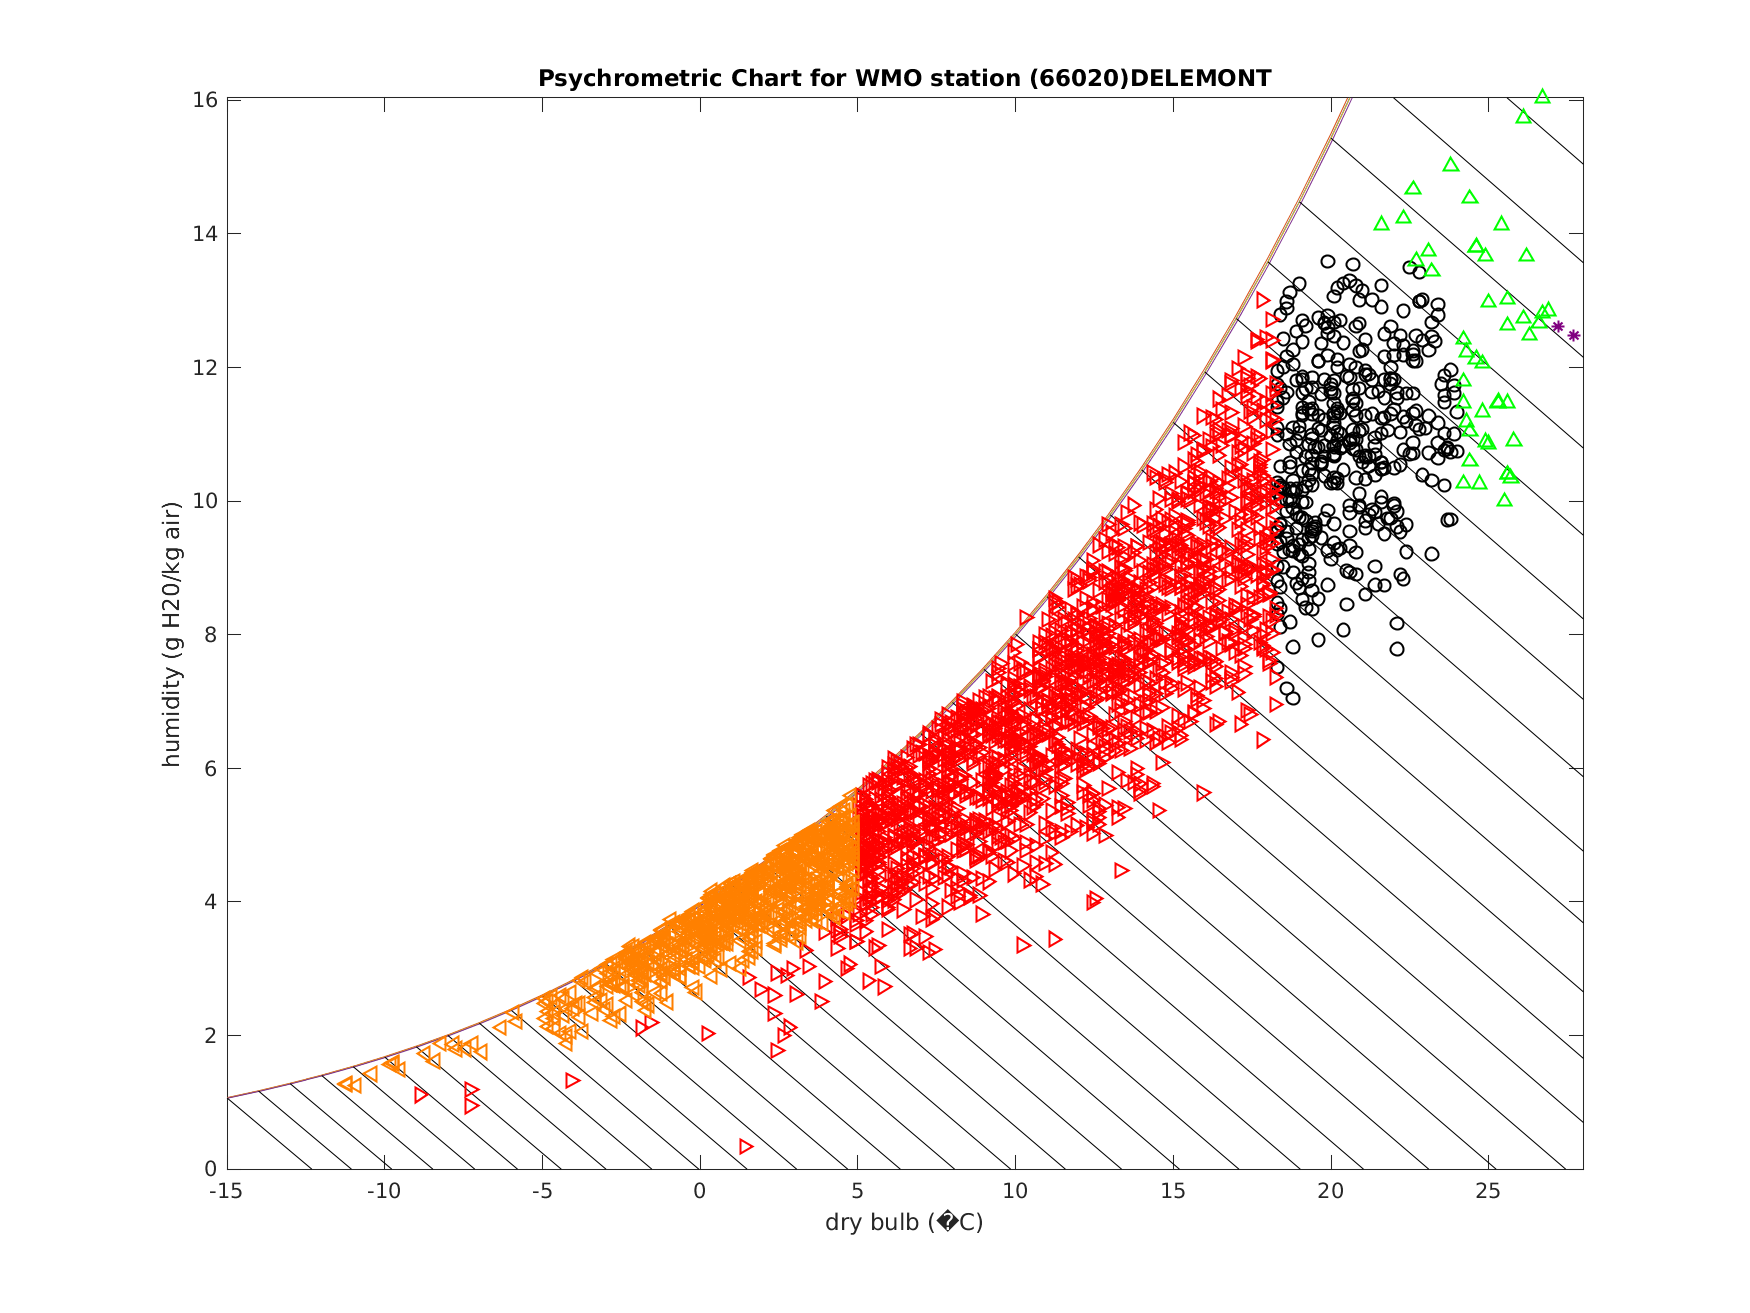 Psychrometric Chart for WMO station (66020)DELEMONT
humidity (g H20/kg air)
16
14
12
10
8
6
4
2
0
-15 -10 -5 0 5 10 15 20 25
dry bulb (�C)